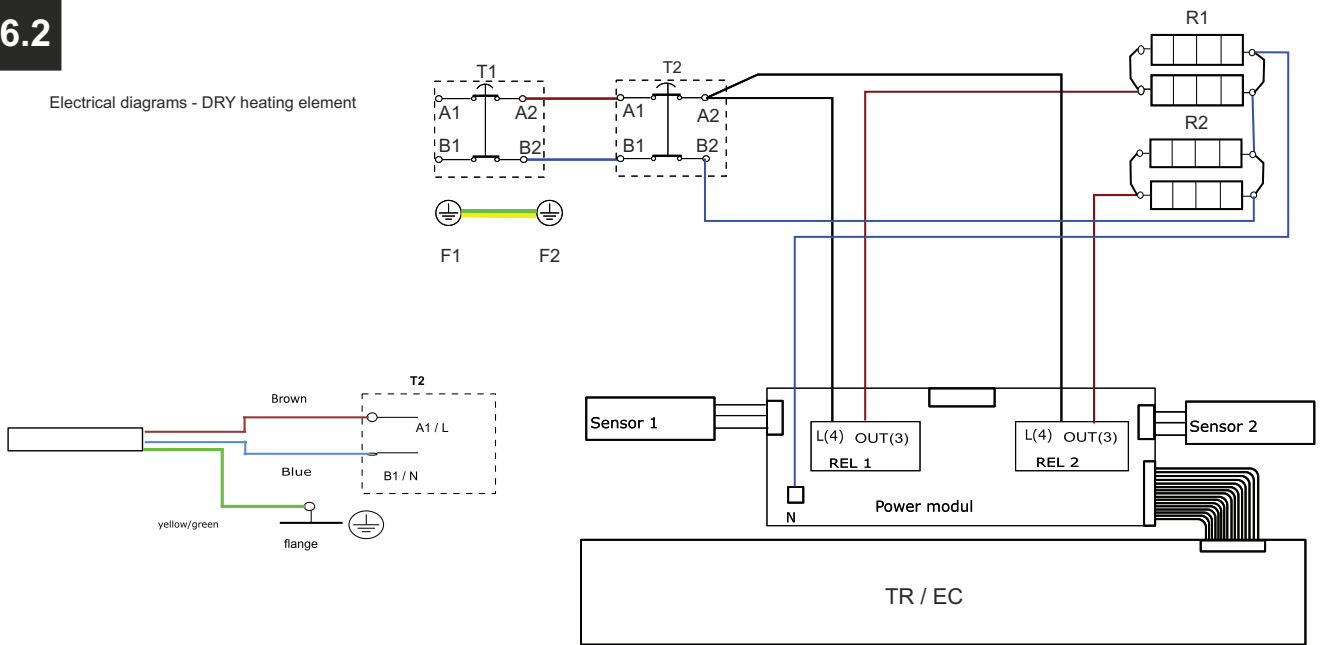 6.2
Electrical diagrams - DRY heating element
T1
T2
A1
A2
A1
A2
B1
B2
B1
B2
F1
F2
R1
R2
T2
Brown
A1 / L
Blue
B1 / N
yellow/green
flange
Sensor 1
L(4) OUT(3)
REL 1
L(4) OUT(3)
REL 2
Sensor 2
N
Power modul
TR / EC